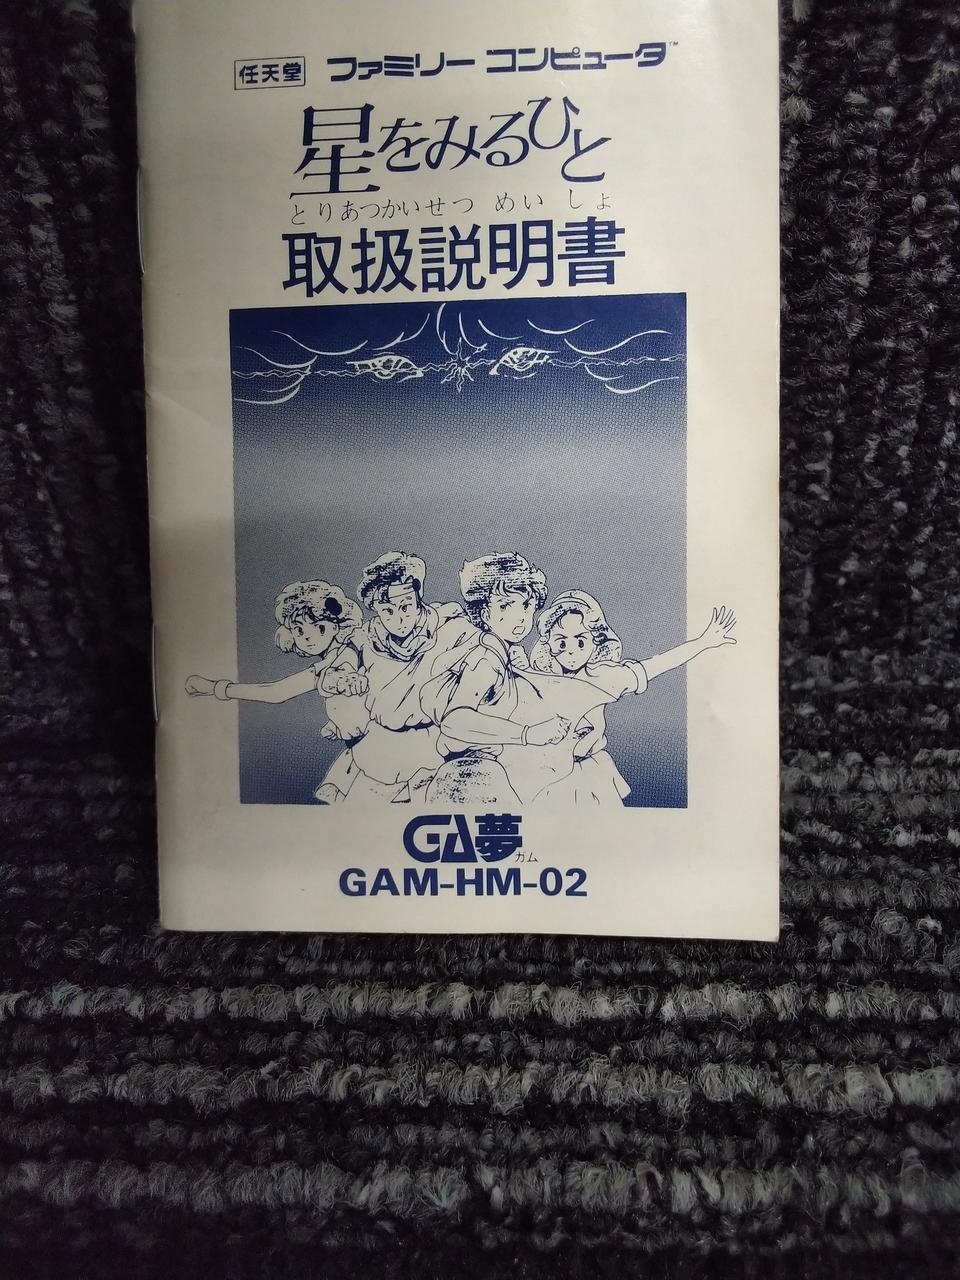 任天堂 ファミリーコンピュータ™
星をみるひと
とりあつかいせつめいしょ
取扱説明書
GA夢
ガム
GAM-HM-02